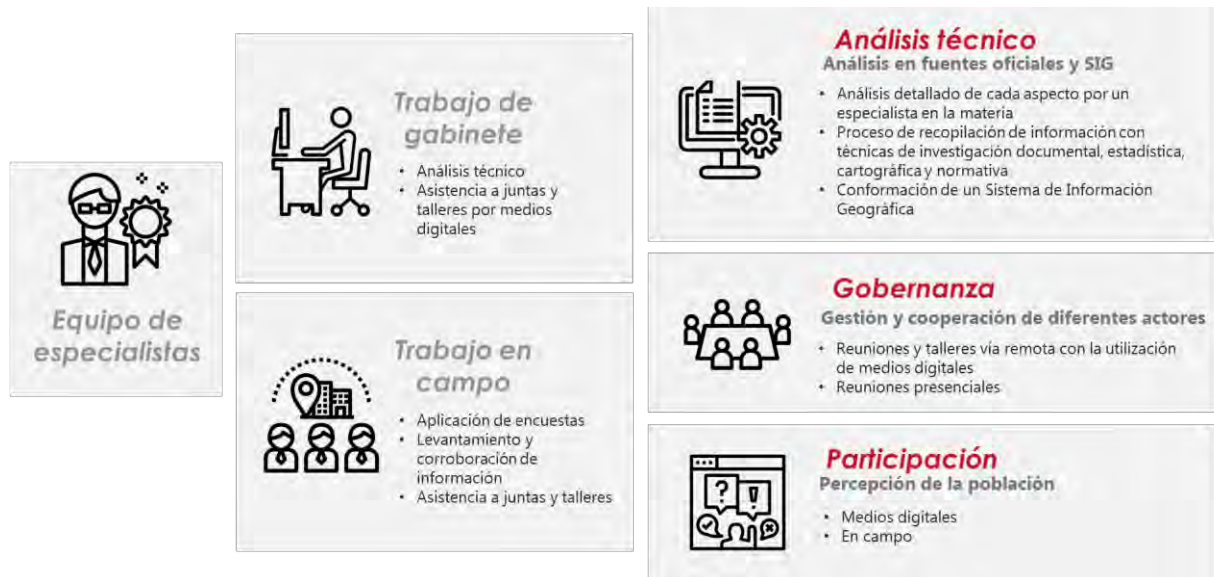 Equipo de
especialistas
Trabajo de
gabinete
• Análisis técnico
• Asistencia a juntas y
talleres por medios
digitales
Trabajo en
campo
• Aplicación de encuestas
• Levantamiento y
corroboración de
información
• Asistencia a juntas y talleres
Análisis técnico
Análisis en fuentes oficiales y SIG
• Análisis detallado de cada aspecto por un
especialista en la materia
• Proceso de recopilación de información con
técnicas de investigación documental, estadística,
cartográfica y normativa
• Conformación de un Sistema de Información
Geográfica
Gobernanza
Gestión y cooperación de diferentes actores
• Reuniones y talleres vía remota con la utilización
de medios digitales
• Reuniones presenciales
Participación
Percepción de la población
• Medios digitales
• En campo